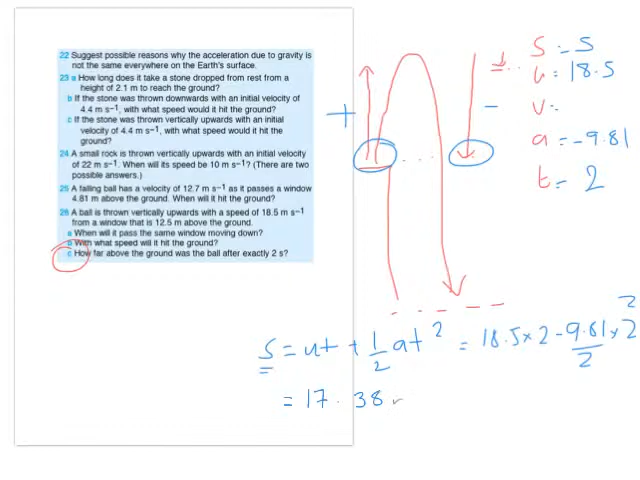 22 Suggest possible reasons why the acceleration due to gravity is
not the same everywhere on the Earth's surface.
23 a How long does it take a stone dropped from rest from a
height of 2.1 m to reach the ground?
b If the stone was thrown downwards with an initial velocity of
4.4 m s−1, with what speed would it hit the ground?
c If the stone was thrown vertically upwards with an initial
velocity of 4.4 m s−1, with what speed would it hit the
ground?
24 A small rock is thrown vertically upwards with an initial velocity
of 22 m s−1. When will its speed be 10 m s−1? (There are two
possible answers.)
25 A falling ball has a velocity of 12.7 m s−1 as it passes a window
4.81 m above the ground. When will it hit the ground?
26 A ball is thrown vertically upwards with a speed of 18.5 m s−1
from a window that is 12.5 m above the ground.
a When will it pass the same window moving down?
b With what speed will it hit the ground?
c How far above the ground was the ball after exactly 2 s?
+
−
S = S
u = 18.5
v =
a = -9.81
t = 2
S = ut + 1/2 at² = 18.5 × 2 - 9.81/2 × 2²
= 17.38